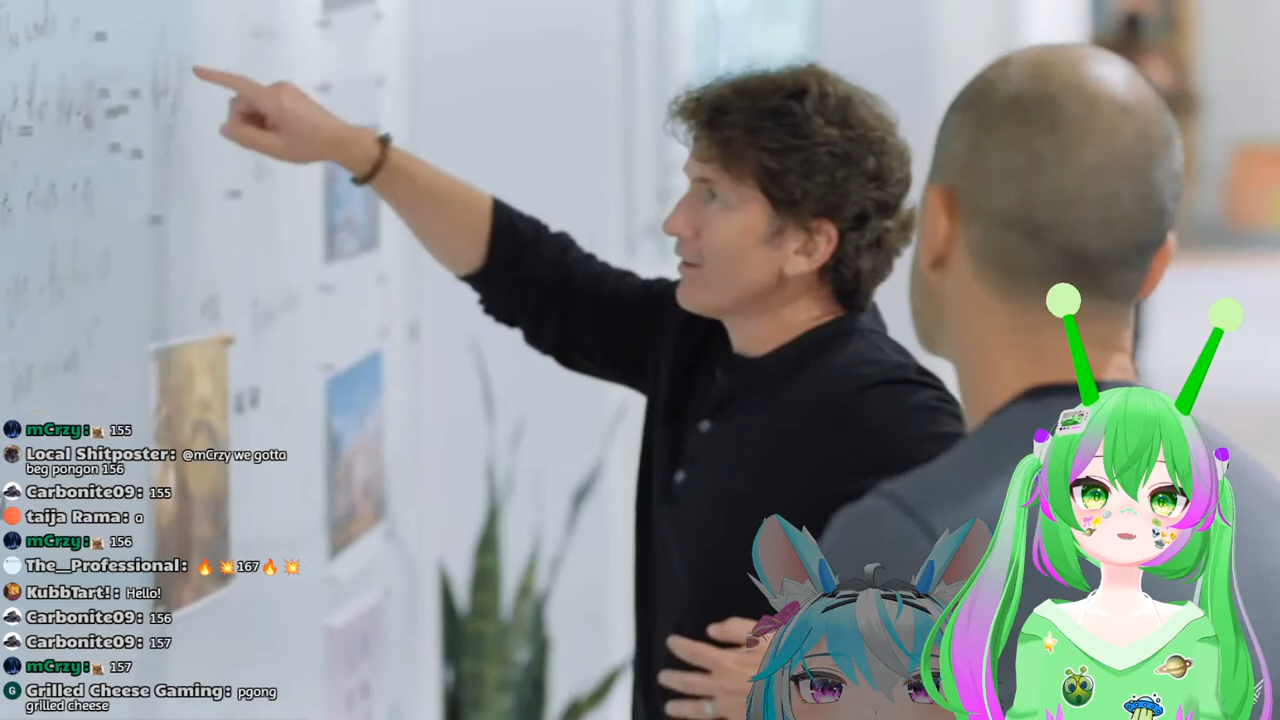 mCrzy: 155
Local Shitposter: @mCrzy we gotta
beg pongon 156
Carbonite09: 155
taija Rama: a
mCrzy: 156
The__Professional: 🔥 💥167🔥 💥
KubbTart!: Hello!
Carbonite09: 156
Carbonite09: 157
mCrzy: 157
G Grilled Cheese Gaming: pgong
grilled cheese